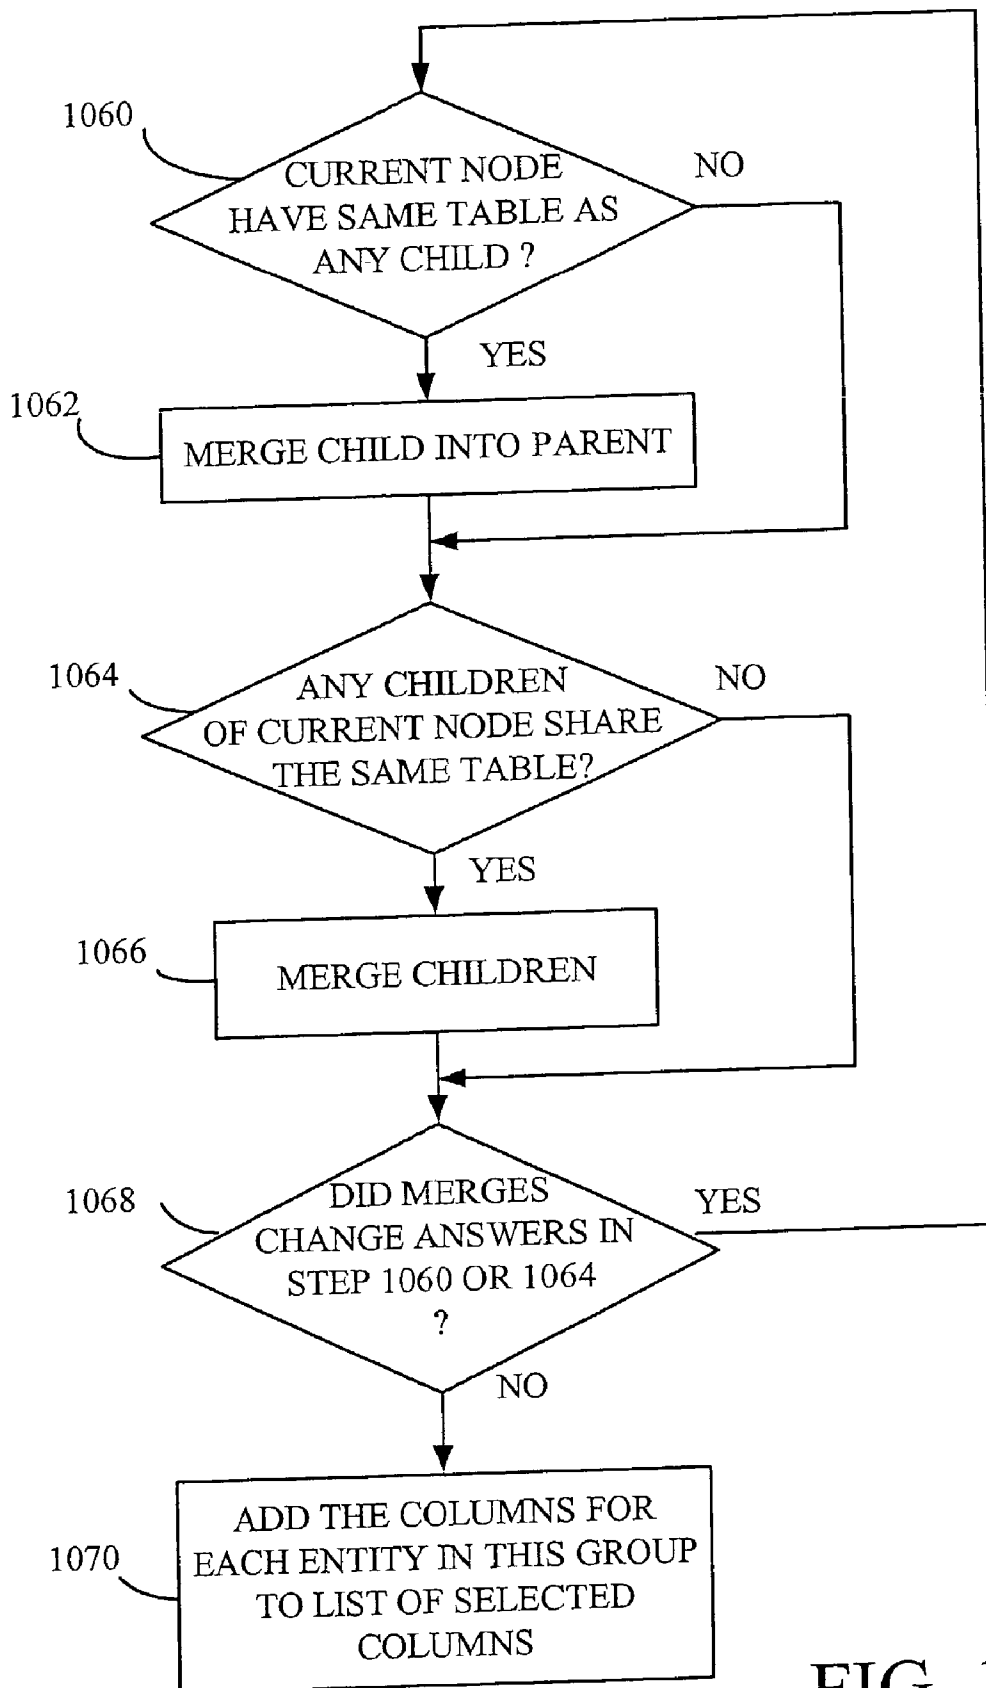 1060
CURRENT NODE
HAVE SAME TABLE AS
ANY CHILD ?
NO
YES
1062
MERGE CHILD INTO PARENT
1064
ANY CHILDREN
OF CURRENT NODE SHARE
THE SAME TABLE?
NO
YES
1066
MERGE CHILDREN
1068
DID MERGES
CHANGE ANSWERS IN
STEP 1060 OR 1064
?
YES
NO
1070
ADD THE COLUMNS FOR
EACH ENTITY IN THIS GROUP
TO LIST OF SELECTED
COLUMNS
FIG.